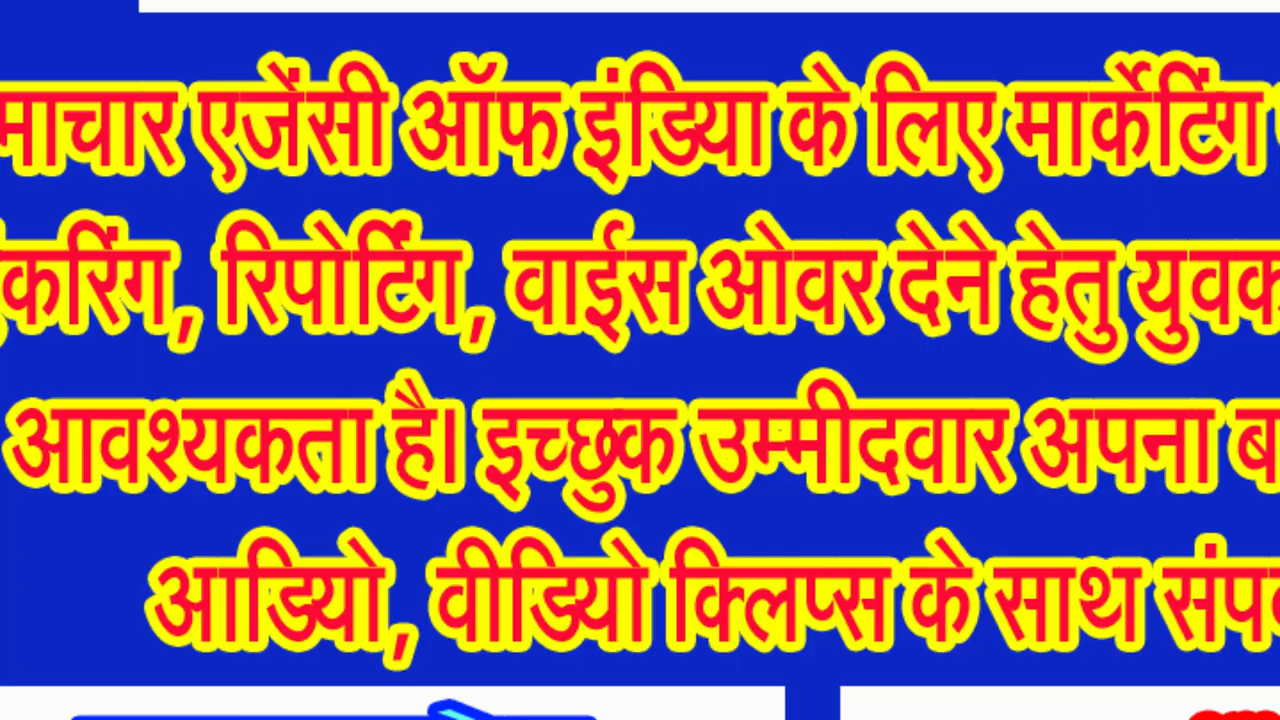 माचार एजेंसी ऑफ इंडिया के लिए मार्केटिंग
करिंग, रिपोर्टिंग, वाईस ओवर देने हेतु युवक
आवश्यकता है। इच्छुक उम्मीदवार अपना
आडियो, वीडियो क्लिप्स के साथ